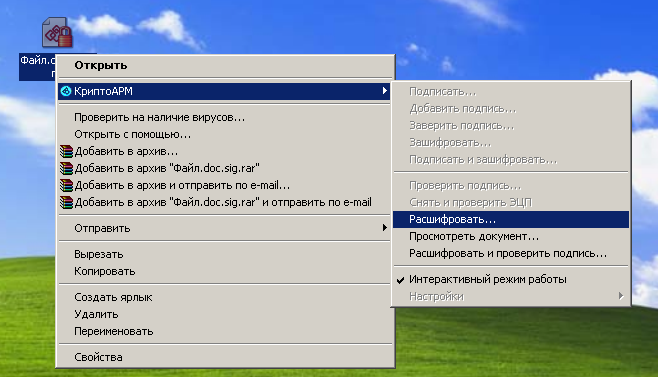 Файл.d
Открыть
КриптоАРМ
Проверить на наличие вирусов...
Открыть с помощью...
Добавить в архив...
Добавить в архив "Файл.doc.sig.rar"
Добавить в архив и отправить по e-mail...
Добавить в архив "Файл.doc.sig.rar" и отправить по e-mail
Отправить
Вырезать
Копировать
Создать ярлык
Удалить
Переименовать
Свойства
Подписать...
Добавить подпись...
Заверить подпись...
Зашифровать...
Подписать и зашифровать...
Проверить подпись...
Снять и проверить ЭЦП
Расшифровать...
Просмотреть документ...
Расшифровать и проверить подпись...
Интерактивный режим работы
Настройки